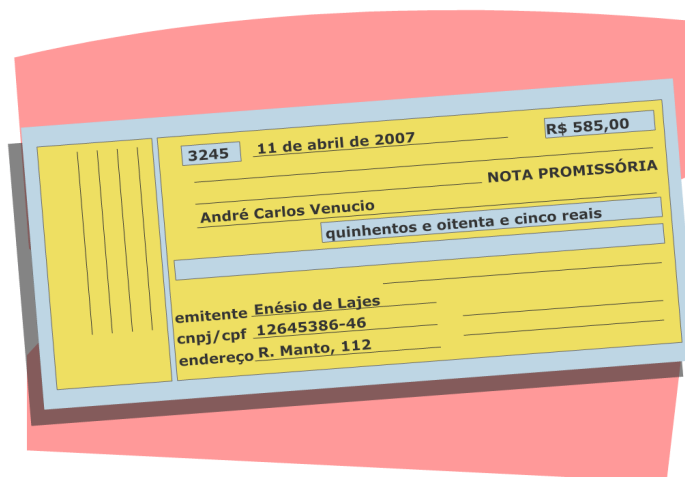 3245 11 de abril de 2007 R$ 585,00
NOTA PROMISSÓRIA
André Carlos Venucio
quinhentos e oitenta e cinco reais
emitente Enésio de Lajes
cnpj/cpf 12645386-46
endereço R. Manto, 112